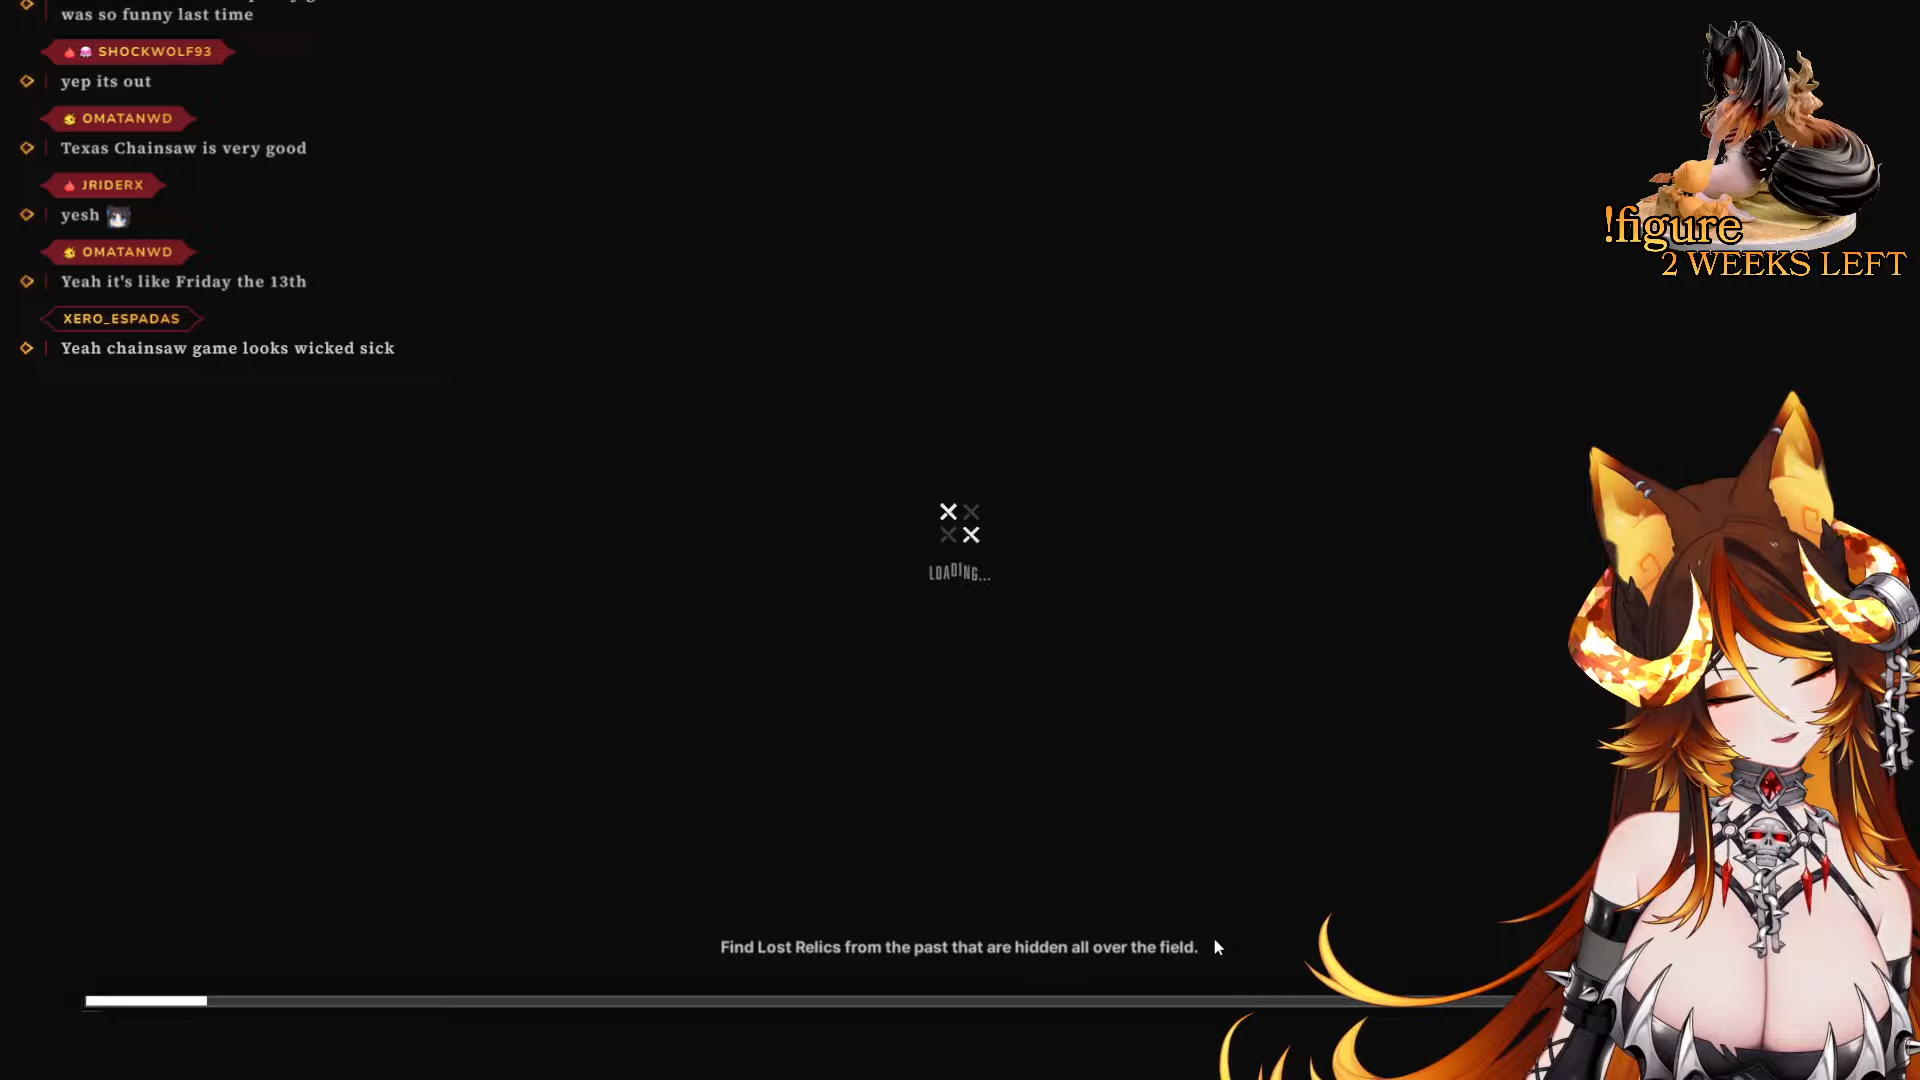 was so funny last time
SHOCKWOLF93
yep its out
OMATANWD
Texas Chainsaw is very good
JRIDERX
yesh
OMATANWD
Yeah it's like Friday the 13th
XERO_ESPADAS
Yeah chainsaw game looks wicked sick
!figure
2 WEEKS LEFT
LOADING...
Find Lost Relics from the past that are hidden all over the field.